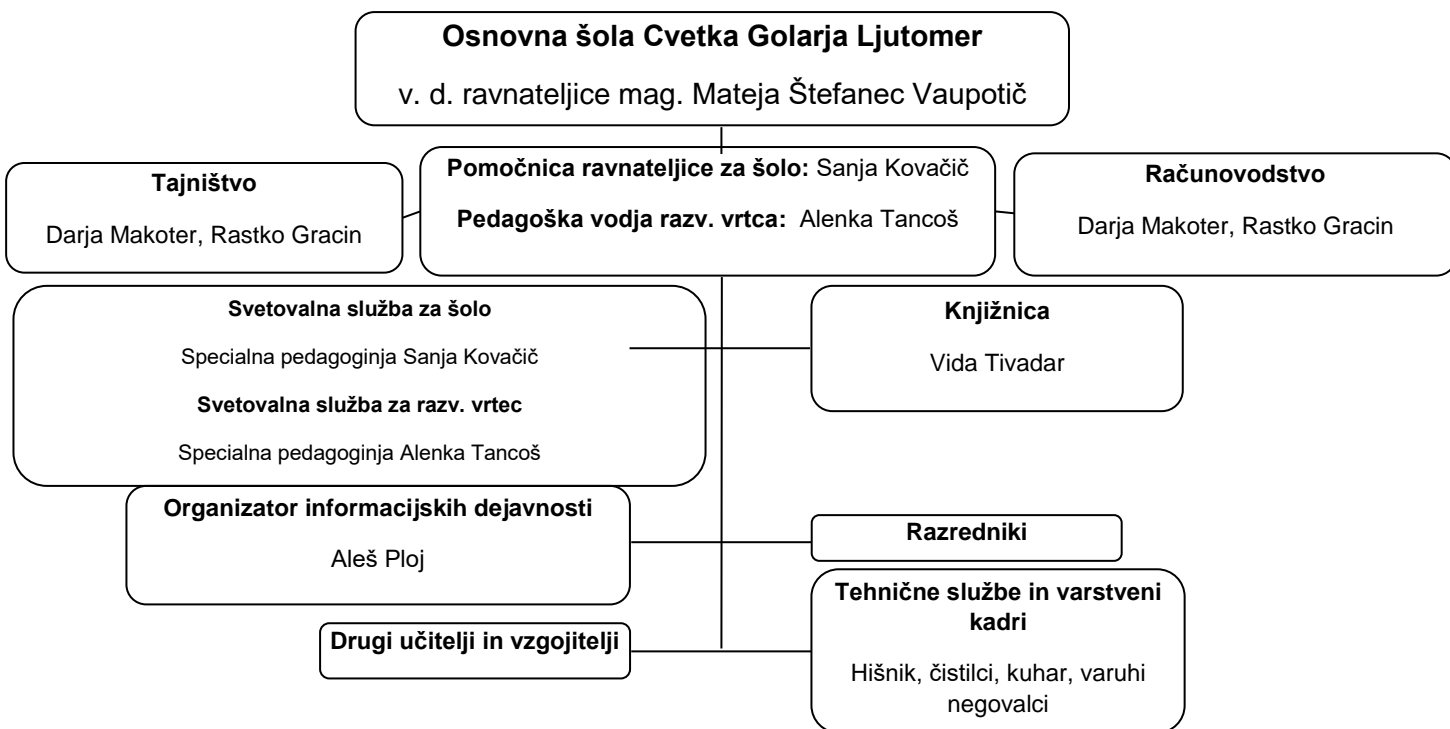 Osnovna šola Cvetka Golarja Ljutomer
v. d. ravnateljice mag. Mateja Štefanec Vaupotič
Tajništvo
Darja Makoter, Rastko Gracin
Pomočnica ravnateljice za šolo: Sanja Kovačič
Pedagoška vodja razv. vrtca: Alenka Tancoš
Računovodstvo
Darja Makoter, Rastko Gracin
Svetovalna služba za šolo
Specialna pedagoginja Sanja Kovačič
Svetovalna služba za razv. vrtec
Specialna pedagoginja Alenka Tancoš
Knjižnica
Vida Tivadar
Organizator informacijskih dejavnosti
Aleš Ploj
Razredniki
Drugi učitelji in vzgojitelji
Tehnične službe in varstveni
kadri
Hišnik, čistilci, kuhar, varuhi
negovalci